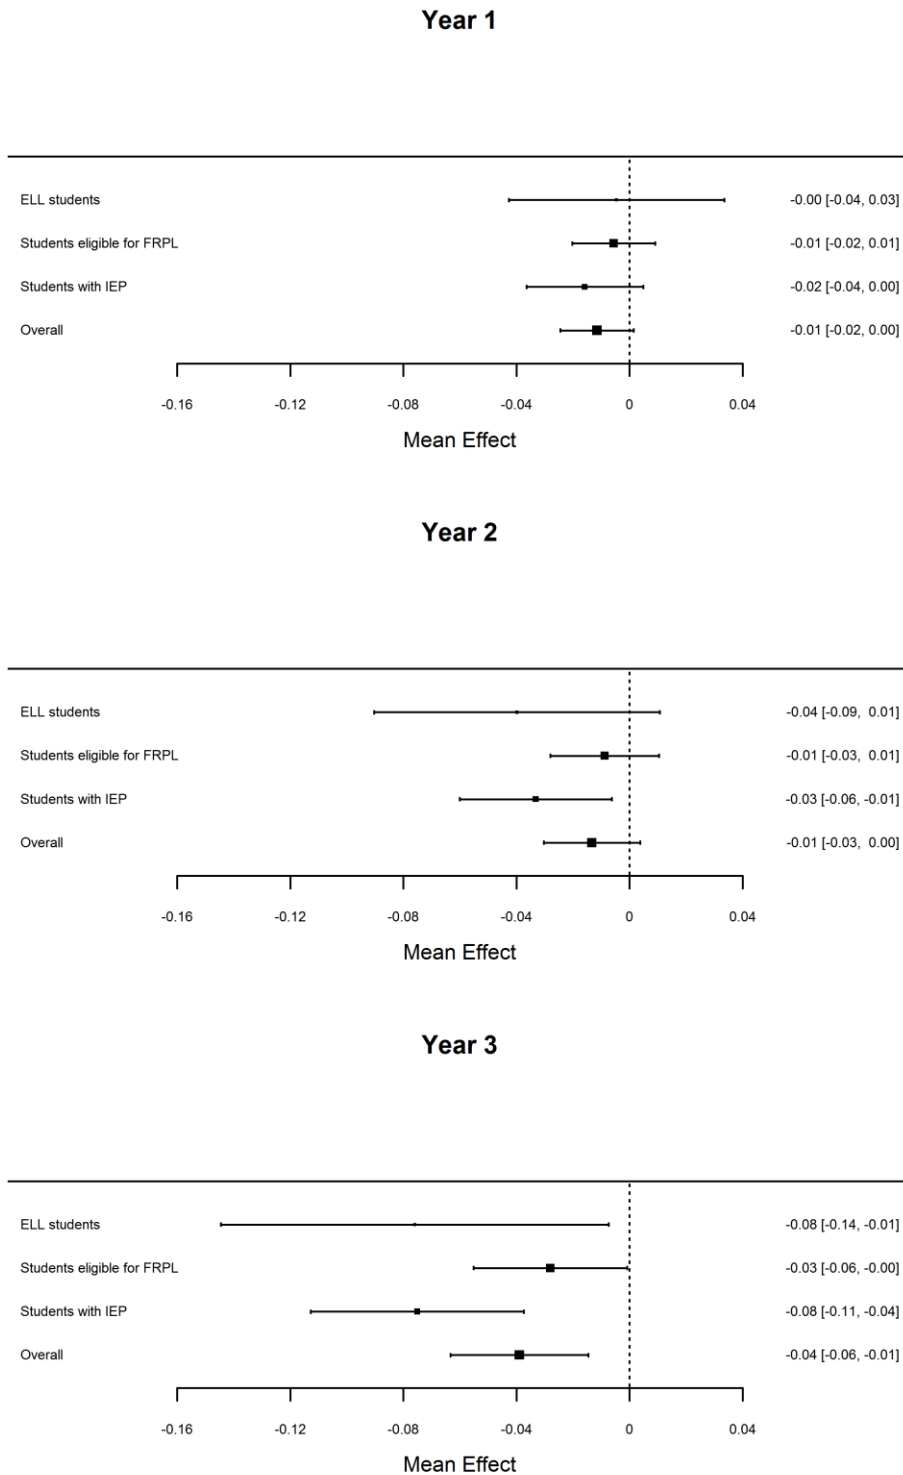 Year 1
ELL students -0.00 [-0.04, 0.03]
Students eligible for FRPL -0.01 [-0.02, 0.01]
Students with IEP -0.02 [-0.04, 0.00]
Overall -0.01 [-0.02, 0.00]
-0.16 -0.12 -0.08 -0.04 0 0.04
Mean Effect
Year 2
ELL students -0.04 [-0.09, 0.01]
Students eligible for FRPL -0.01 [-0.03, 0.01]
Students with IEP -0.03 [-0.06, -0.01]
Overall -0.01 [-0.03, 0.00]
-0.16 -0.12 -0.08 -0.04 0 0.04
Mean Effect
Year 3
ELL students -0.08 [-0.14, -0.01]
Students eligible for FRPL -0.03 [-0.06, -0.00]
Students with IEP -0.08 [-0.11, -0.04]
Overall -0.04 [-0.06, -0.01]
-0.16 -0.12 -0.08 -0.04 0 0.04
Mean Effect